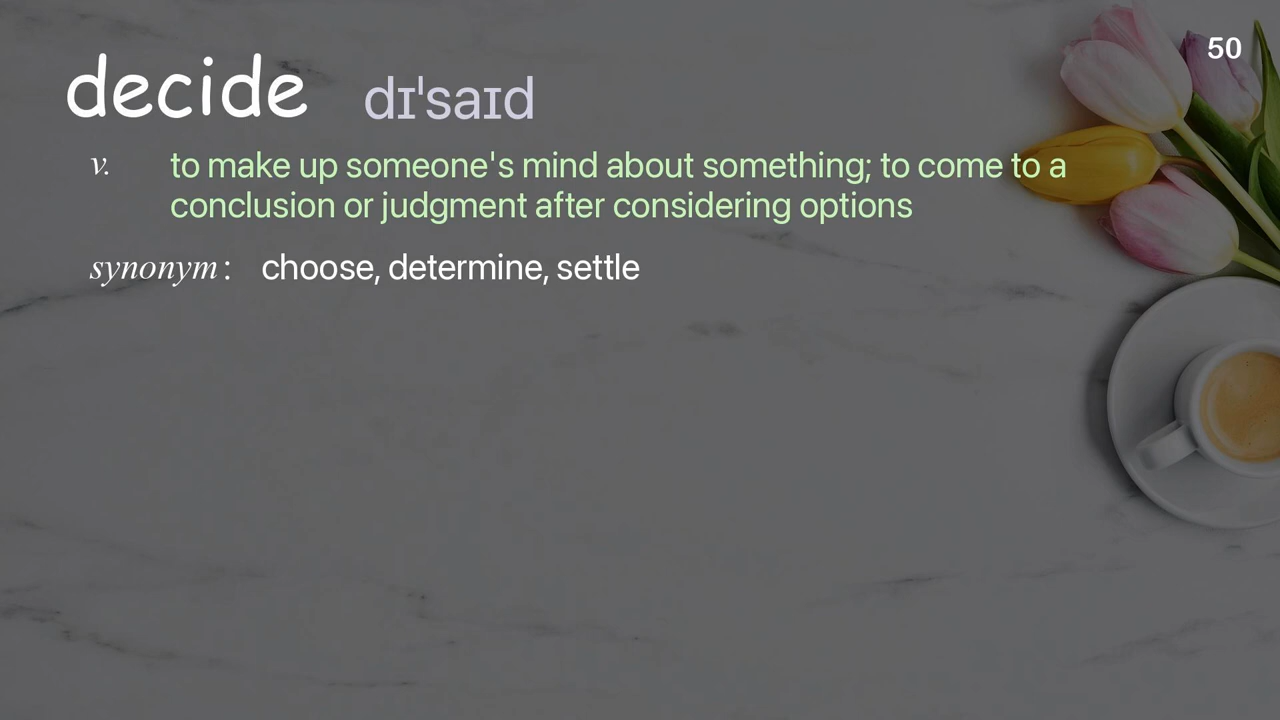 50
decide dɪˈsaɪd
v. to make up someone's mind about something; to come to a
conclusion or judgment after considering options
synonym: choose, determine, settle